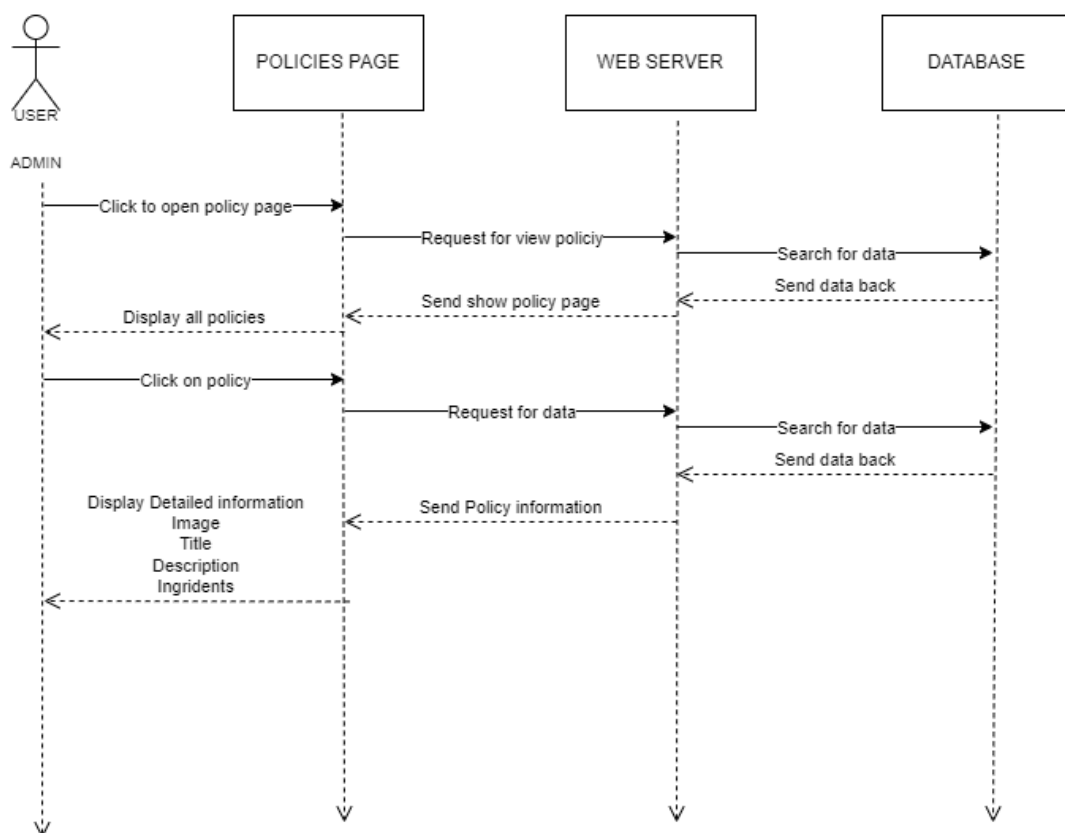 POLICIES PAGE
WEB SERVER
DATABASE
USER
ADMIN
Click to open policy page
Request for view policiy
Search for data
Send data back
Send show policy page
Display all policies
Click on policy
Request for data
Search for data
Send data back
Display Detailed information
Image
Title
Description
Ingridents
Send Policy information